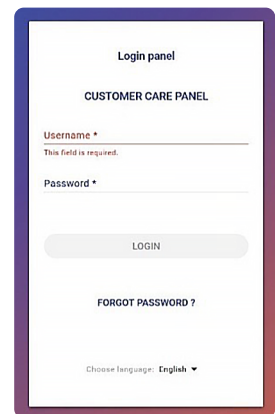 Login panel
CUSTOMER CARE PANEL
Username *
This field is required.
Password *
LOGIN
FORGOT PASSWORD ?
Choose language: English